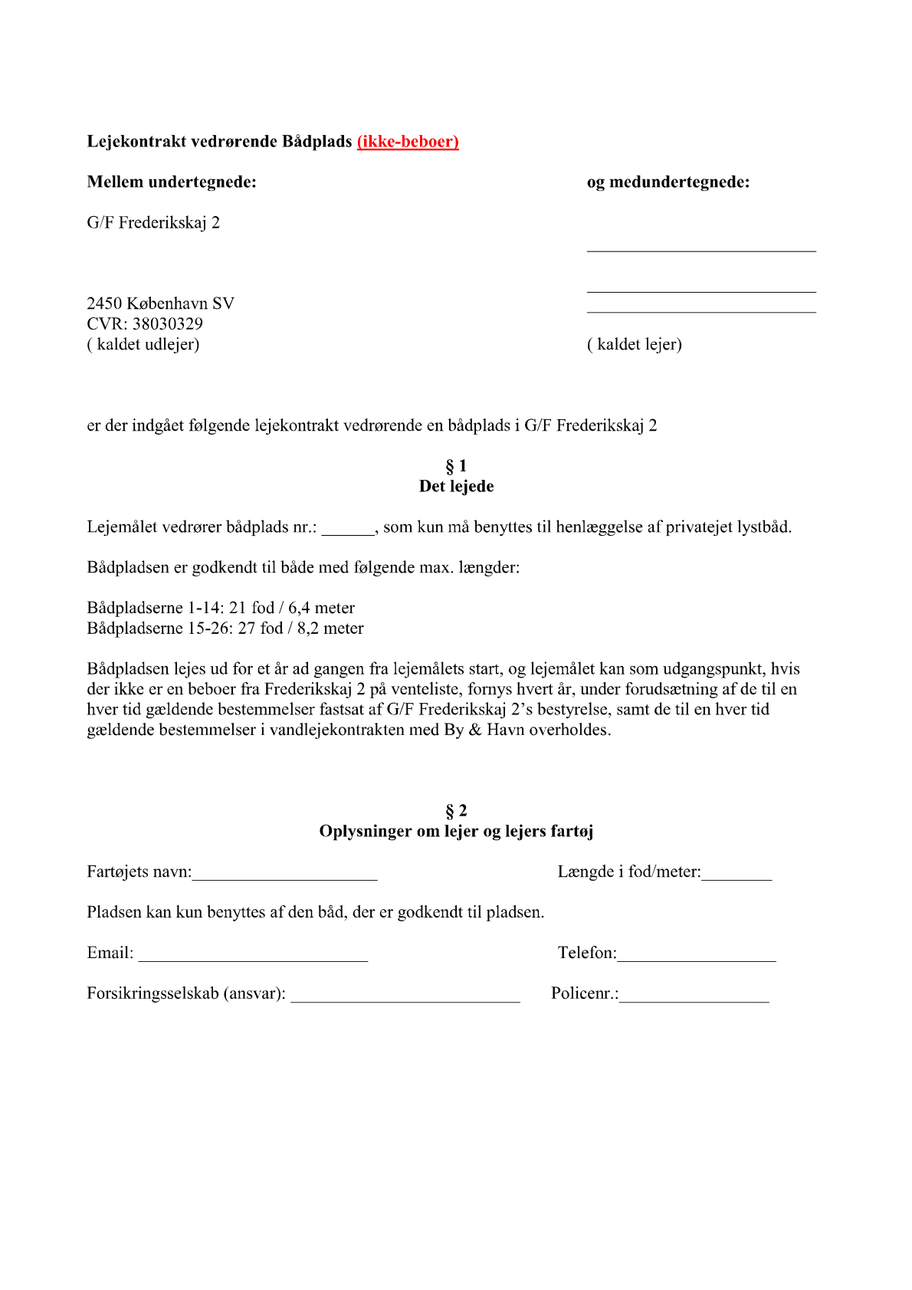 Lejekontrakt vedrørende Bådplads (ikke-beboer)
Mellem undertegnede: og medundertegnede:
G/F Frederikskaj 2
2450 København SV
CVR: 38030329
( kaldet udlejer) ( kaldet lejer)
er der indgået følgende lejekontrakt vedrørende en bådplads i G/F Frederikskaj 2
§ 1
Det lejede
Lejemålet vedrører bådplads nr.: ______, som kun må benyttes til henlæggelse af privatejet lystbåd.
Bådpladsen er godkendt til både med følgende max. længder:
Bådpladserne 1-14: 21 fod / 6,4 meter
Bådpladserne 15-26: 27 fod / 8,2 meter
Bådpladsen lejes ud for et år ad gangen fra lejemålets start, og lejemålet kan som udgangspunkt, hvis
der ikke er en beboer fra Frederikskaj 2 på venteliste, fornys hvert år, under forudsætning af de til en
hver tid gældende bestemmelser fastsat af G/F Frederikskaj 2’s bestyrelse, samt de til en hver tid
gældende bestemmelser i vandlejekontrakten med By & Havn overholdes.
§ 2
Oplysninger om lejer og lejers fartøj
Fartøjets navn:_____________________ Længde i fod/meter:________
Pladsen kan kun benyttes af den båd, der er godkendt til pladsen.
Email: __________________________ Telefon:__________________
Forsikringsselskab (ansvar): __________________________ Policenr.:_________________